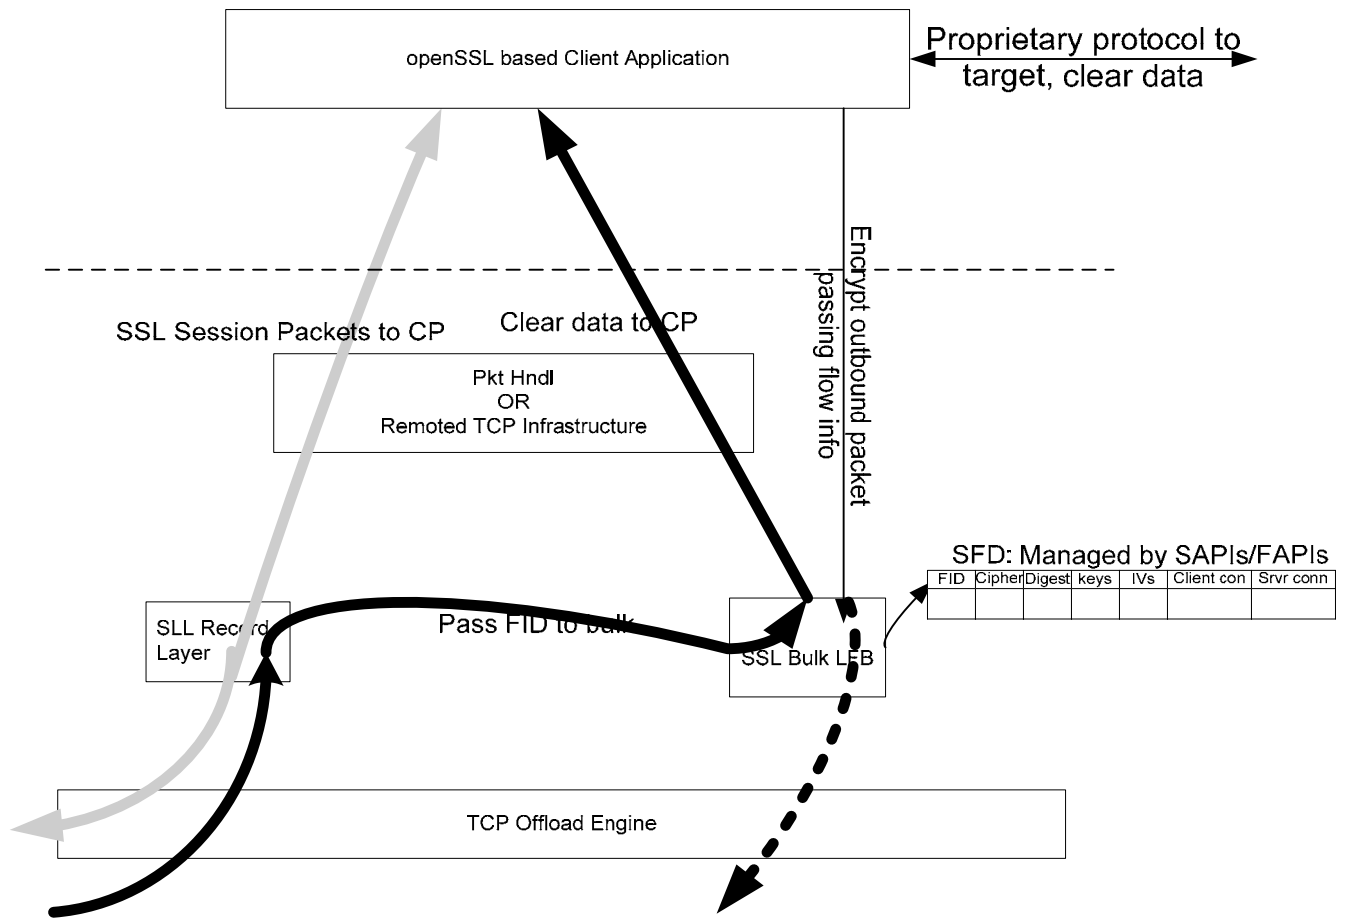 openSSL based Client Application
Proprietary protocol to
target, clear data
Encrypt outbound packet
passing flow info
SSL Session Packets to CP
Clear data to CP
Pkt Hndl
OR
Remoted TCP Infrastructure
SFD: Managed by SAPIs/FAPIs
FID Cipher Digest keys IVs Client con Srvr conn
SLL Record
Layer
Pass FID to bulk
SSL Bulk LFB
TCP Offload Engine